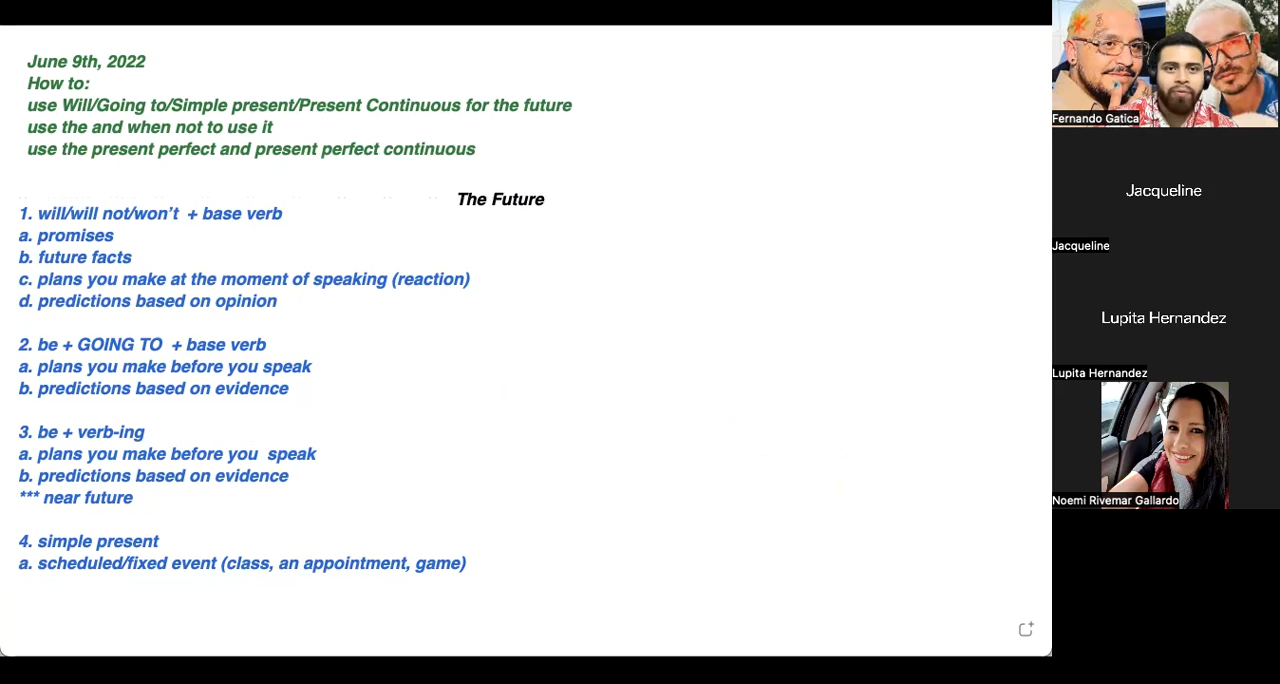 June 9th, 2022
How to:
use Will/Going to/Simple present/Present Continuous for the future
use the and when not to use it
use the present perfect and present perfect continuous
The Future
1. will/will not/won't + base verb
a. promises
b. future facts
c. plans you make at the moment of speaking (reaction)
d. predictions based on opinion
2. be + GOING TO + base verb
a. plans you make before you speak
b. predictions based on evidence
3. be + verb-ing
a. plans you make before you speak
b. predictions based on evidence
*** near future
4. simple present
a. scheduled/fixed event (class, an appointment, game)
Fernando Gatica
Jacqueline
Jacqueline
Lupita Hernandez
Lupita Hernandez
Noemi Rivemar Gallardo